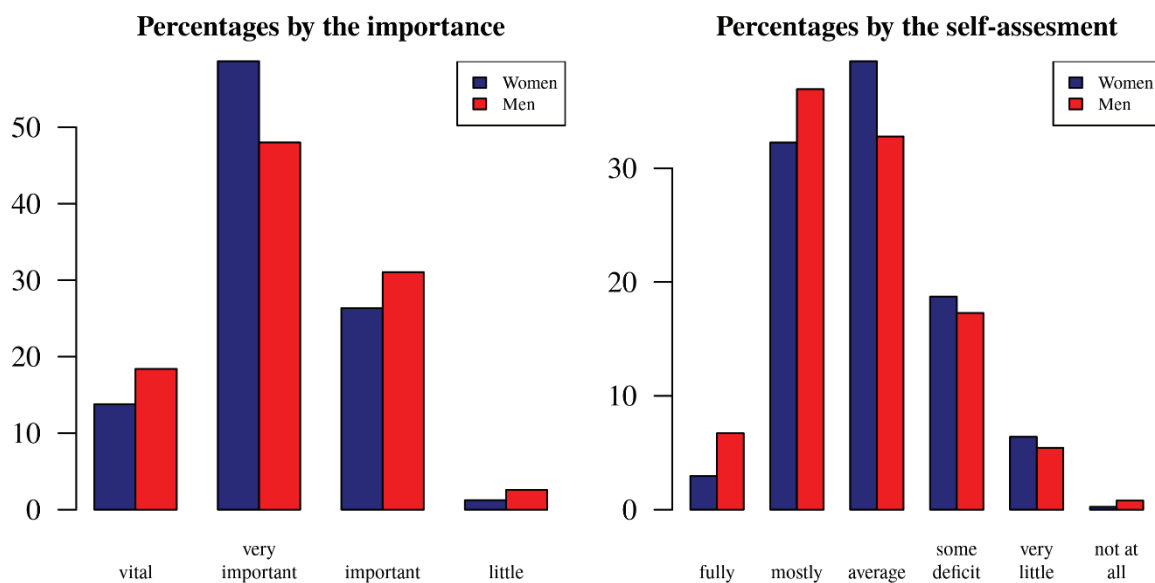 Percentages by the importance
Women
Men
50
40
30
20
10
0
vital
very
important
important
little
Percentages by the self-assesment
Women
Men
30
20
10
0
fully
mostly
average
some
deficit
very
little
not at
all